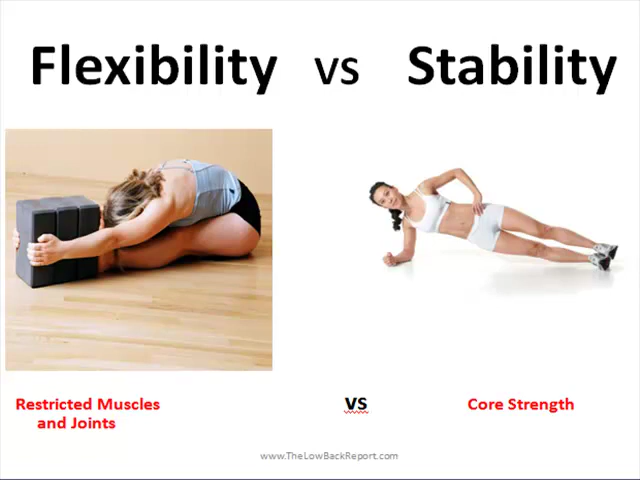 Flexibility vs Stability
Restricted Muscles vs Core Strength
and Joints
www.TheLowBackReport.com